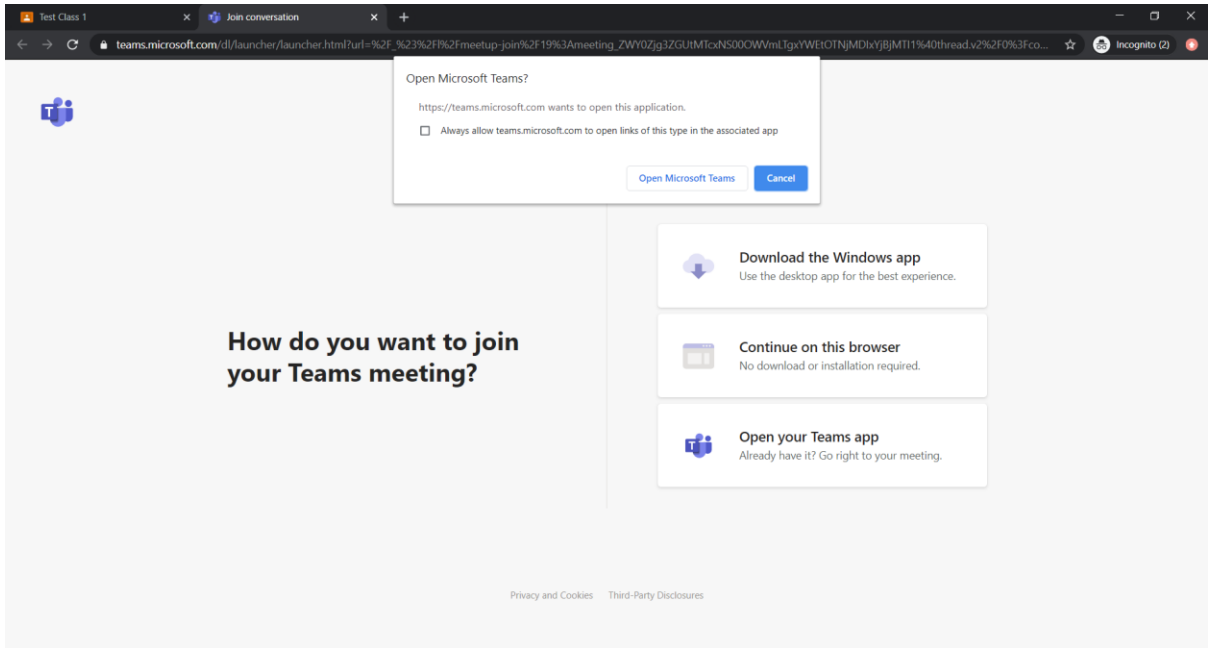 Test Class 1
Join conversation
teams.microsoft.com/dl/launcher/launcher.html?url=%2F_%23%2Fl%2Fmeetup-join%2F19%3Ameeting_ZWY0Zjg3ZGUtMTcxNS00OWVmLTgxYWEtOTNjMDIxYjBjMTI1%40thread.v2%2F0%3Fco...
Incognito (2)
Open Microsoft Teams?
https://teams.microsoft.com wants to open this application.
Always allow teams.microsoft.com to open links of this type in the associated app
Open Microsoft Teams
Cancel
Download the Windows app
Use the desktop app for the best experience.
How do you want to join
your Teams meeting?
Continue on this browser
No download or installation required.
Open your Teams app
Already have it? Go right to your meeting.
Privacy and Cookies Third-Party Disclosures